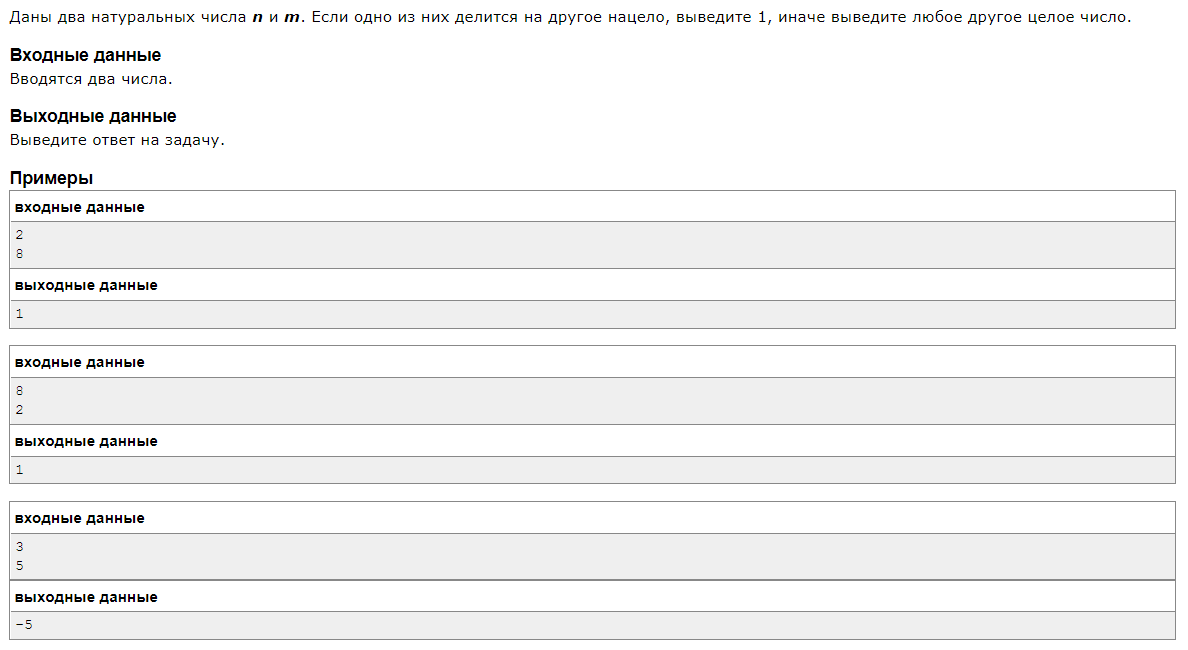 Даны два натуральных числа n и m. Если одно из них делится на другое нацело, выведите 1, иначе выведите любое другое целое число.
Входные данные
Вводятся два числа.
Выходные данные
Выведите ответ на задачу.
Примеры
входные данные
2
8
выходные данные
1
входные данные
8
2
выходные данные
1
входные данные
3
5
выходные данные
-5